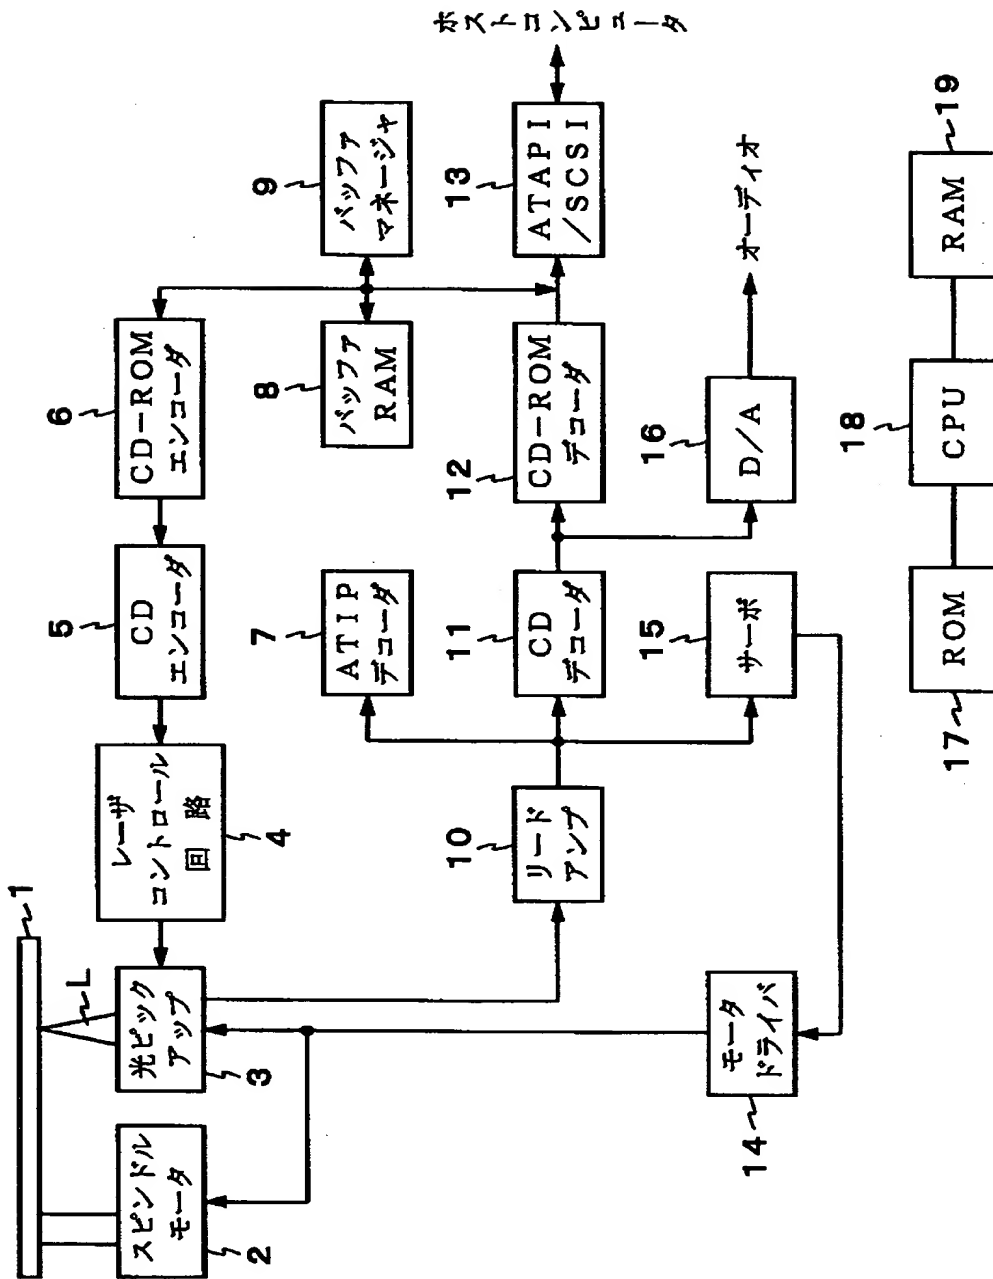 1
L
スピンドル
モータ
2
光ピック
アップ
3
レーザ
コントロール
回路
4
CD
エンコーダ
5
CD-ROM
エンコーダ
6
ATIP
デコーダ
7
バッファ
RAM
8
バッファ
マネージャ
9
リード
アンプ
10
CD
デコーダ
11
CD-ROM
デコーダ
12
ATAPI
/SCSI
13
ホストコンピュータ
モータ
ドライバ
14
サーボ
15
D/A
16
オーディオ
ROM
17
CPU
18
RAM
19